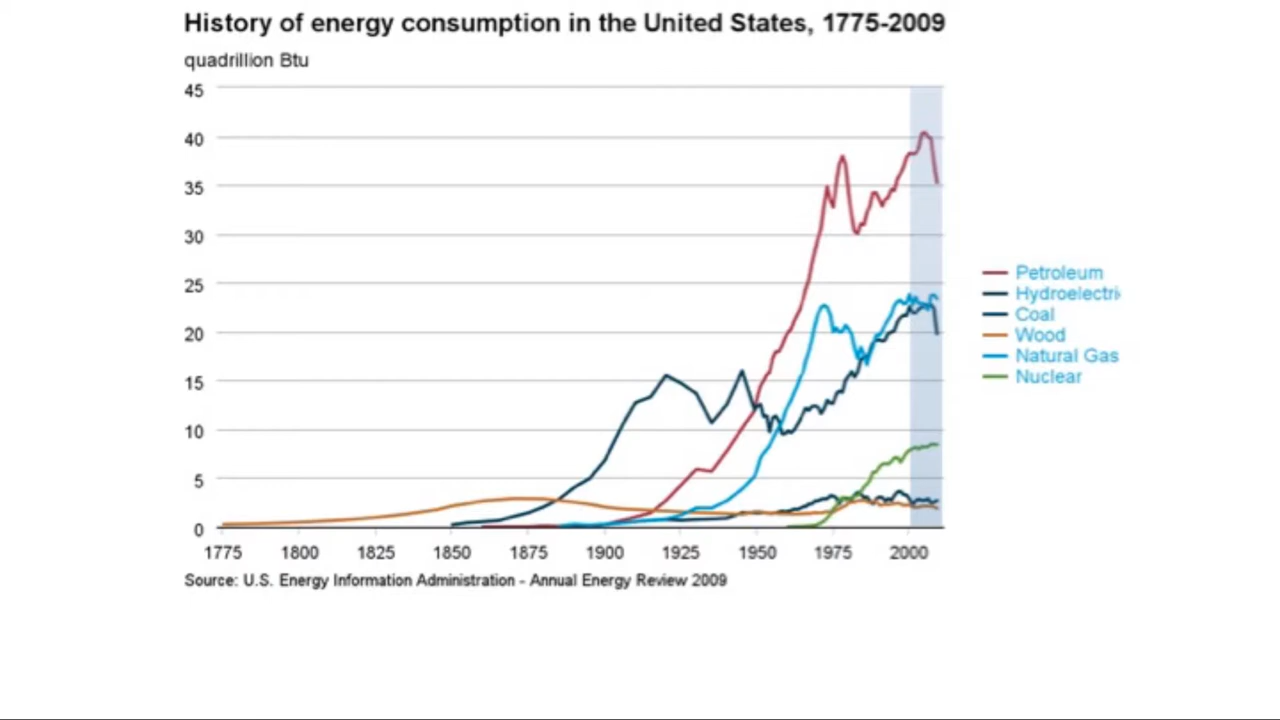 History of energy consumption in the United States, 1775-2009
quadrillion Btu
45
40
35
30
25
20
15
10
5
0
1775 1800 1825 1850 1875 1900 1925 1950 1975 2000
Petroleum
Hydroelectri
Coal
Wood
Natural Gas
Nuclear
Source: U.S. Energy Information Administration - Annual Energy Review 2009